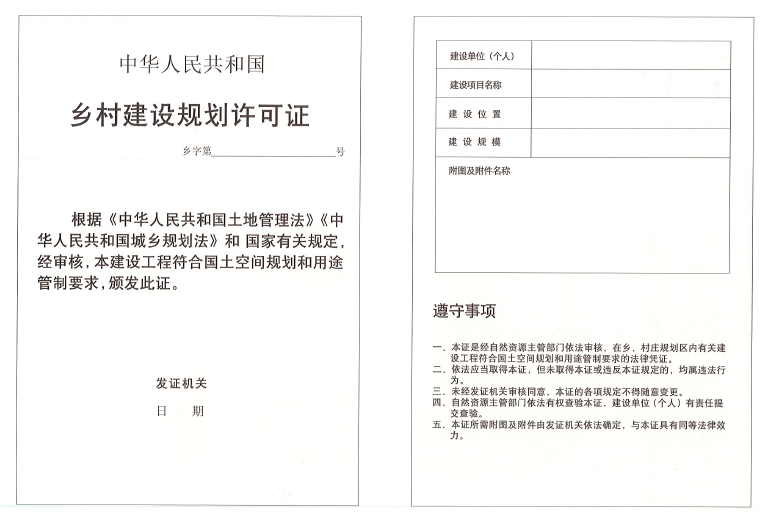 中华人民共和国
乡村建设规划许可证
乡字第 号
根据《中华人民共和国土地管理法》《中
华人民共和国城乡规划法》和 国家有关规定，
经审核，本建设工程符合国土空间规划和用途
管制要求，颁发此证。
发证机关
日 期
建设单位（个人）
建设项目名称
建 设 位 置
建 设 规 模
附图及附件名称
遵守事项
一、本证是经自然资源主管部门依法审核，在乡、村庄规划区内有关建
设工程符合国土空间规划和用途管制要求的法律凭证。
二、依法应当取得本证，但未取得本证或违反本证规定的，均属违法行
为。
三、未经发证机关审核同意，本证的各项规定不得随意变更。
四、自然资源主管部门依法有权查验本证，建设单位（个人）有责任提
交查验。
五、本证所需附图及附件由发证机关依法确定，与本证具有同等法律效
力。